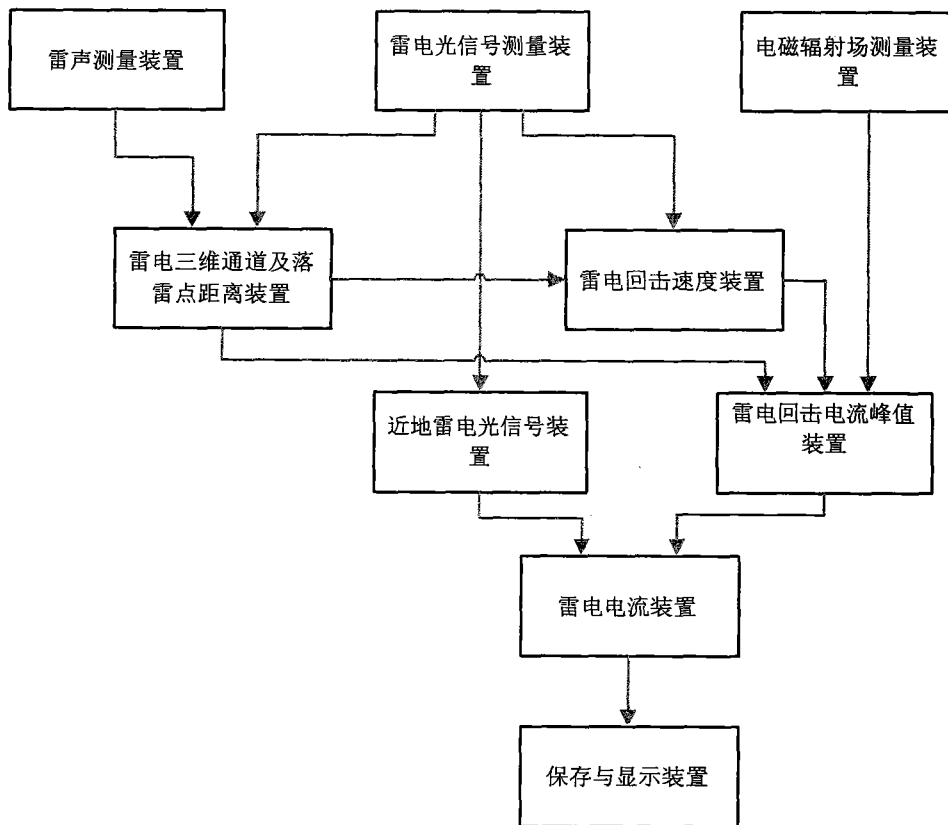 雷声测量装置
雷电光信号测量装
置
电磁辐射场测量装
置
雷电三维通道及落
雷点距离装置
雷电回击速度装置
近地雷电光信号装
置
雷电回击电流峰值
装置
雷电电流装置
保存与显示装置